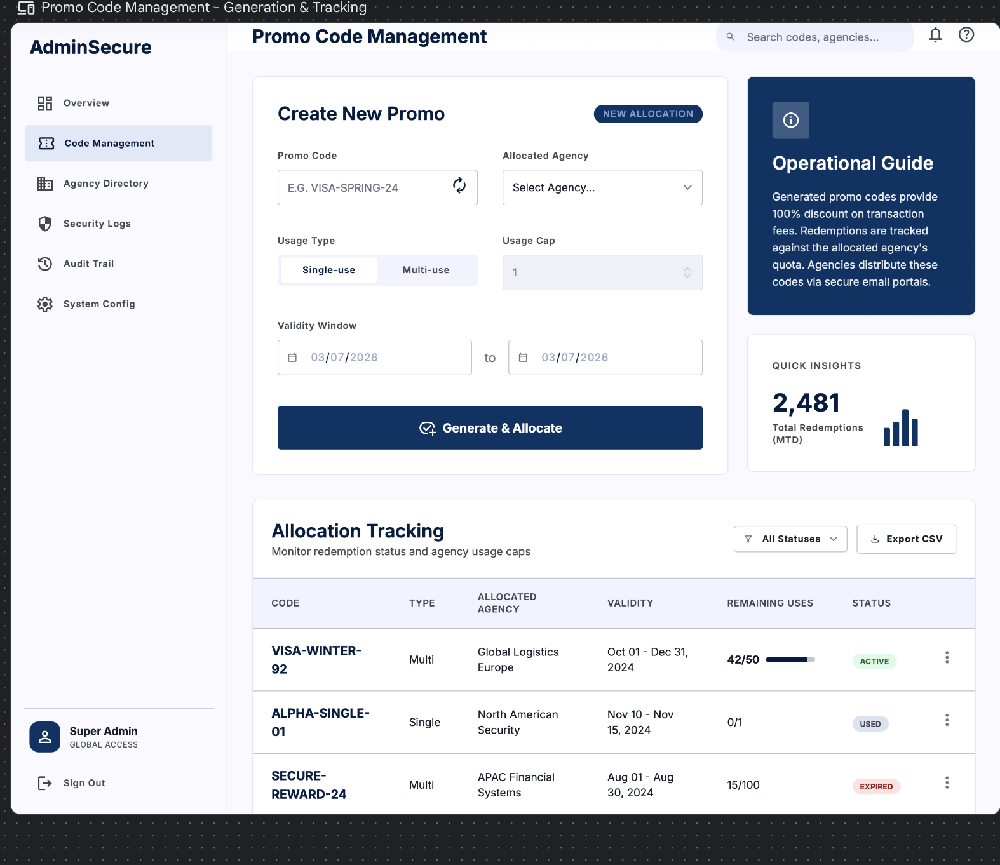 Promo Code Management - Generation & Tracking
AdminSecure
Overview
Code Management
Agency Directory
Security Logs
Audit Trail
System Config
Super Admin
GLOBAL ACCESS
Sign Out
Promo Code Management
Search codes, agencies...
Create New Promo
NEW ALLOCATION
Promo Code
E.G. VISA-SPRING-24
Allocated Agency
Select Agency...
Usage Type
Single-use
Multi-use
Usage Cap
1
Validity Window
03/07/2026
to
03/07/2026
Generate & Allocate
Operational Guide
Generated promo codes provide
100% discount on transaction
fees. Redemptions are tracked
against the allocated agency's
quota. Agencies distribute these
codes via secure email portals.
QUICK INSIGHTS
2,481
Total Redemptions
(MTD)
Allocation Tracking
Monitor redemption status and agency usage caps
All Statuses
Export CSV
CODE
TYPE
ALLOCATED
AGENCY
VALIDITY
REMAINING USES
STATUS
VISA-WINTER-
92
Multi
Global Logistics
Europe
Oct 01 - Dec 31,
2024
42/50
ACTIVE
ALPHA-SINGLE-
01
Single
North American
Security
Nov 10 - Nov
15, 2024
0/1
USED
SECURE-
REWARD-24
Multi
APAC Financial
Systems
Aug 01 - Aug
30, 2024
15/100
EXPIRED